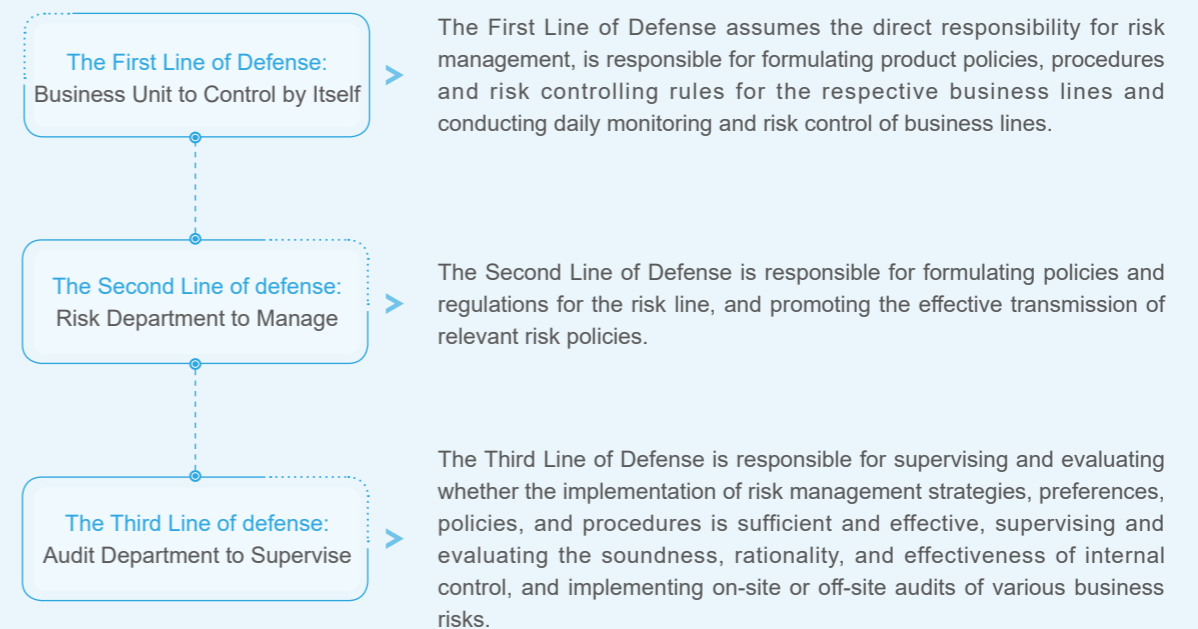 The First Line of Defense:
Business Unit to Control by Itself
The First Line of Defense assumes the direct responsibility for risk
management, is responsible for formulating product policies, procedures
and risk controlling rules for the respective business lines and
conducting daily monitoring and risk control of business lines.
The Second Line of defense:
Risk Department to Manage
The Second Line of Defense is responsible for formulating policies and
regulations for the risk line, and promoting the effective transmission of
relevant risk policies.
The Third Line of defense:
Audit Department to Supervise
The Third Line of Defense is responsible for supervising and evaluating
whether the implementation of risk management strategies, preferences,
policies, and procedures is sufficient and effective, supervising and
evaluating the soundness, rationality, and effectiveness of internal
control, and implementing on-site or off-site audits of various business
risks.